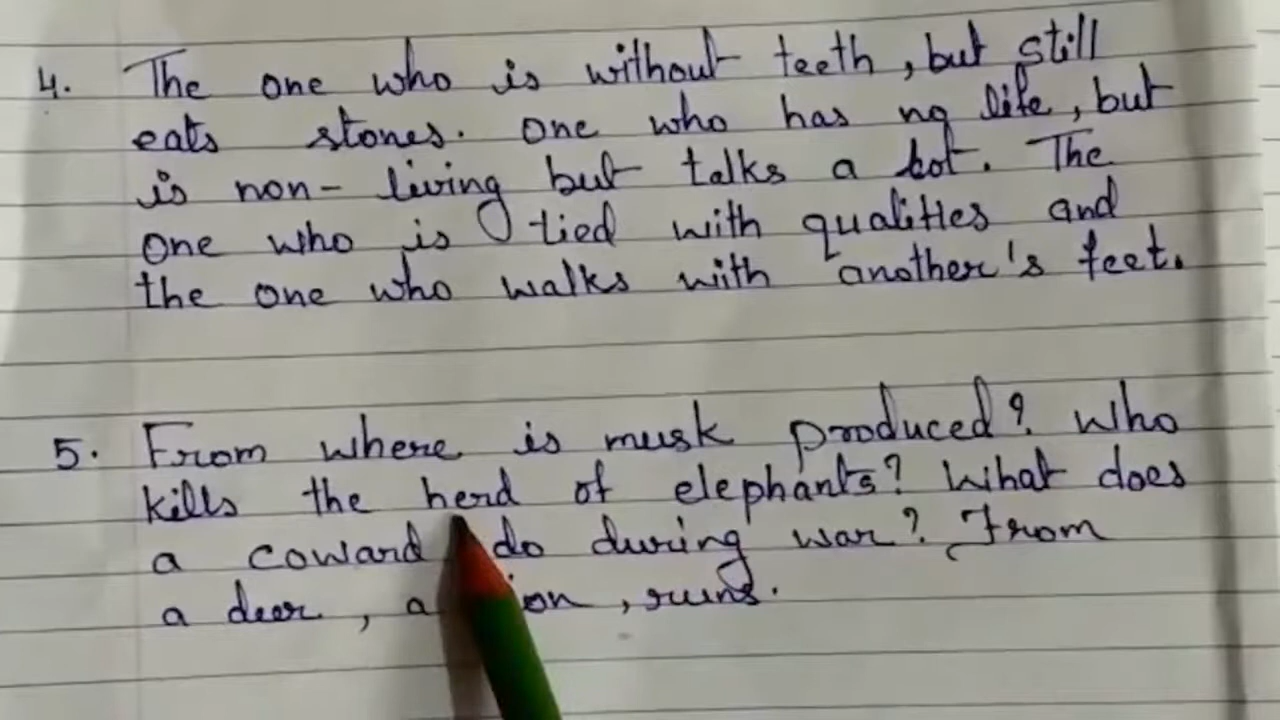 4. The one who is without teeth, but still
eats stones. One who has no life, but
is non-living but talks a lot. The
one who is tied with qualities and
the one who walks with another's feet.
5. From where is musk produced? Who
kills the herd of elephants? What does
a coward do during war? From
a deer, a , runs.